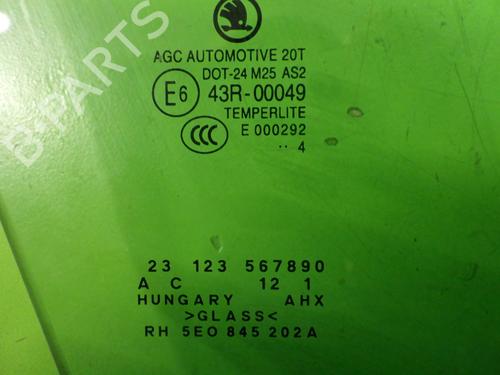 AGC AUTOMOTIVE 20T
DOT-24 M25 AS2
E6 43R-00049
TEMPERLITE
CCC E 000292
·· 4
23 123 567890
A C 12 1
HUNGARY AHX
>GLASS<
RH 5E0 845 202A
B-PARTS